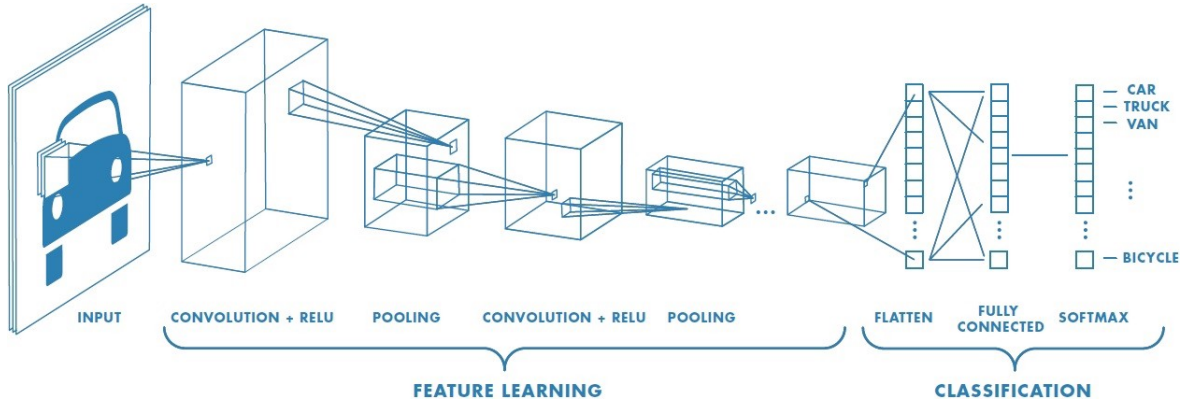 CAR
TRUCK
VAN
BICYCLE
INPUT
CONVOLUTION + RELU
POOLING
CONVOLUTION + RELU
POOLING
FLATTEN
FULLY
CONNECTED
SOFTMAX
FEATURE LEARNING
CLASSIFICATION